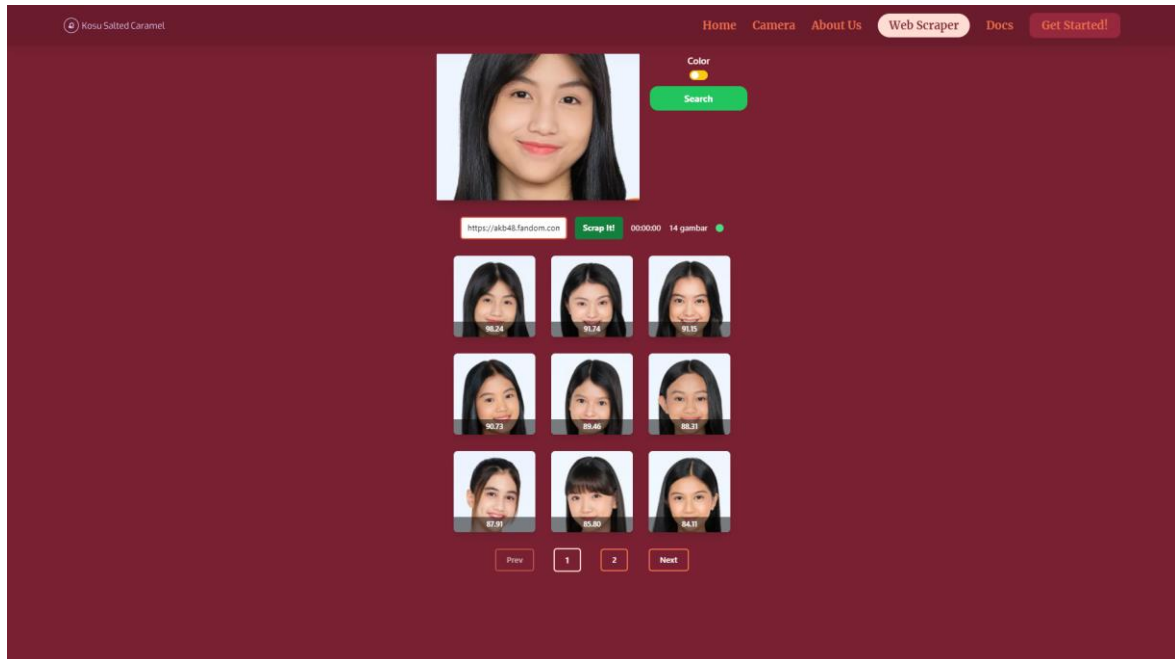 Kosu Salted Caramel
Home Camera About Us Web Scraper Docs Get Started!
Color
Search
https://akb48.fandom.con Scrap It! 00:00:00 14 gambar
98.24 91.74 91.15
90.73 89.46 88.31
87.91 85.80 84.11
Prev 1 2 Next